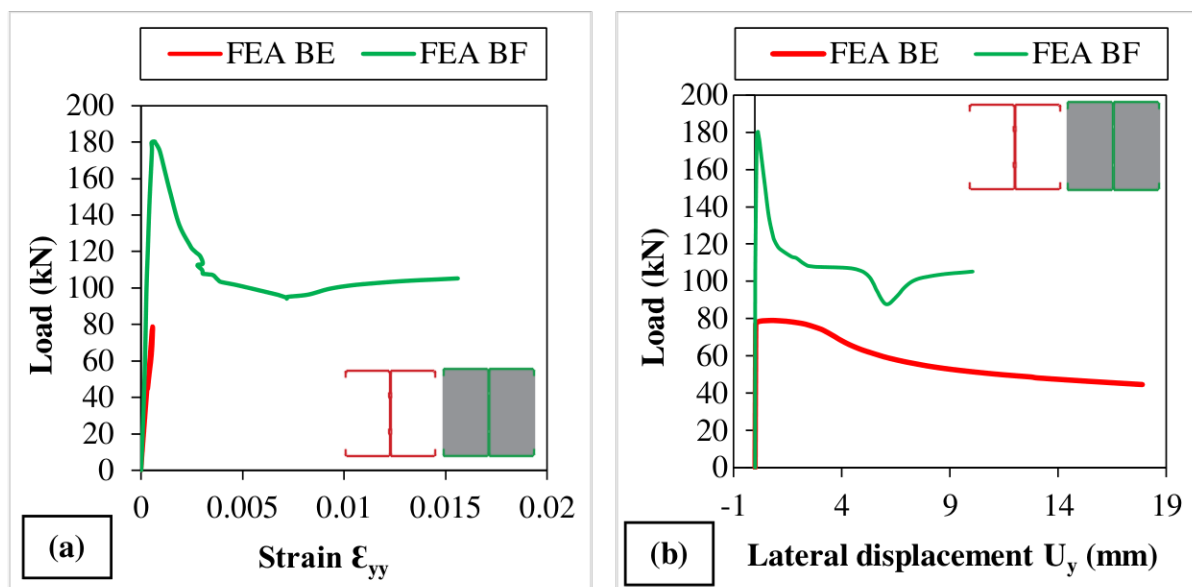 FEA BE FEA BF
Load (kN)
200
180
160
140
120
100
80
60
40
20
0
0 0.005 0.01 0.015 0.02
Strain Ɛyy
(a)
FEA BE FEA BF
Load (kN)
200
180
160
140
120
100
80
60
40
20
0
-1 4 9 14 19
Lateral displacement Uy (mm)
(b)